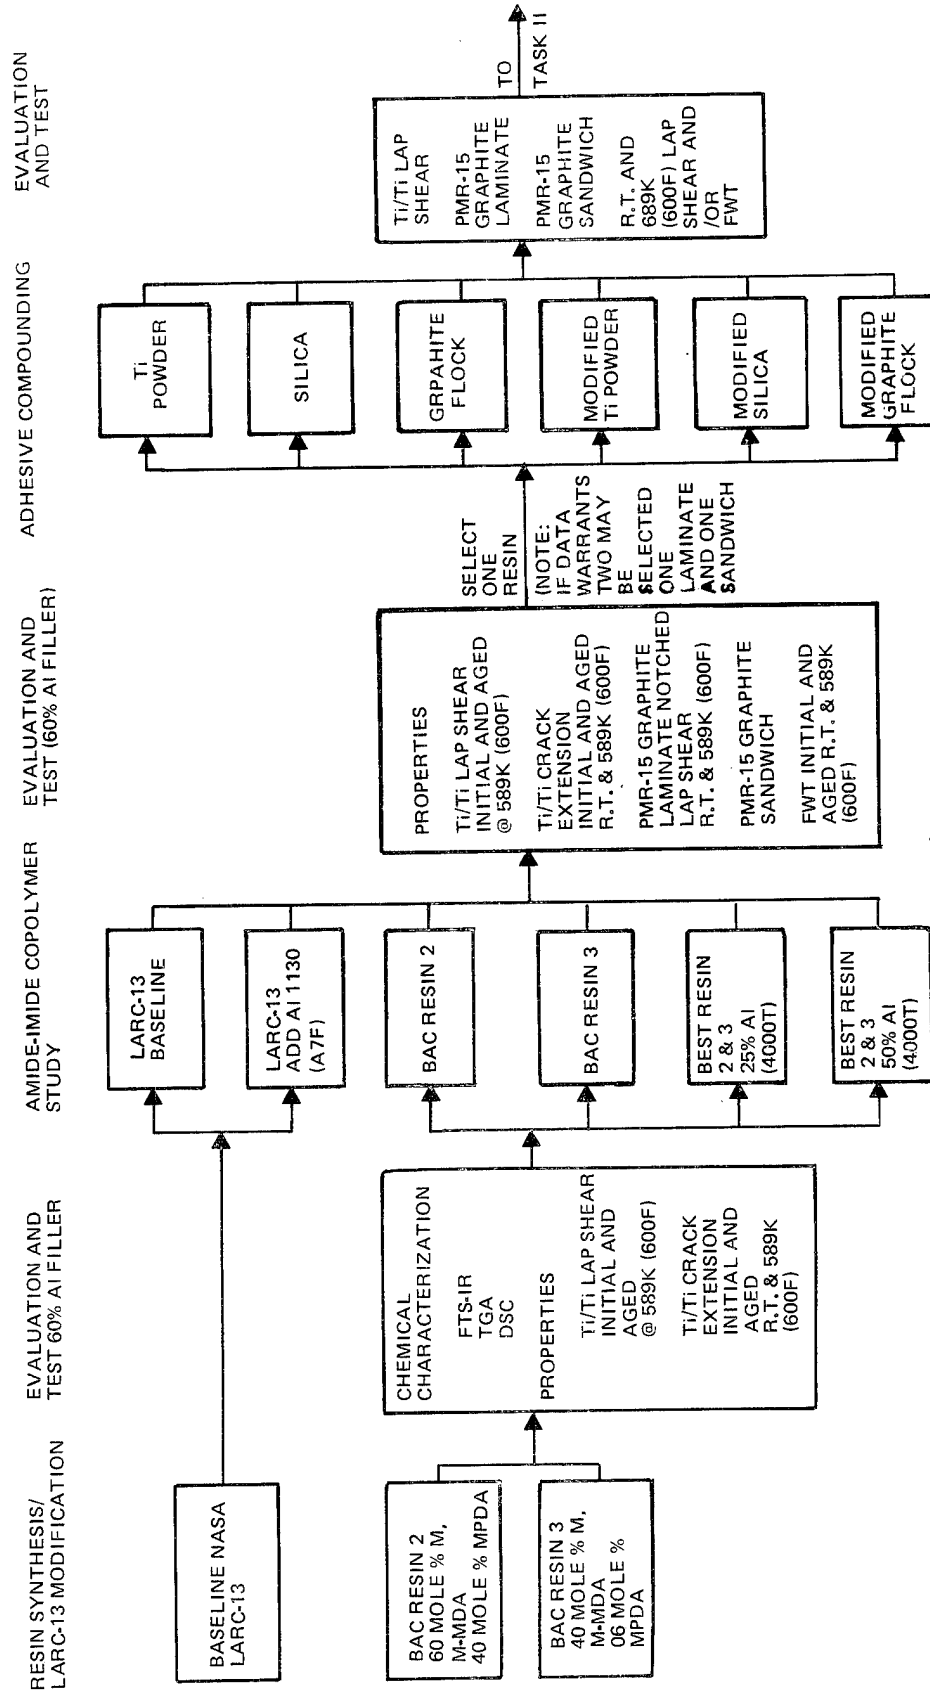 RESIN SYNTHESIS/
LARC-13 MODIFICATION
EVALUATION AND
TEST 60% Al FILLER
AMIDE-IMIDE COPOLYMER
STUDY
EVALUATION AND
TEST (60% Al FILLER)
ADHESIVE COMPOUNDING
EVALUATION
AND TEST
BASELINE NASA
LARC-13
BAC RESIN 2
60 MOLE % M,
M-MDA
40 MOLE % MPDA
BAC RESIN 3
40 MOLE % M,
M-MDA
06 MOLE %
MPDA
CHEMICAL
CHARACTERIZATION
FTS-IR
TGA
DSC
PROPERTIES
Ti/Ti LAP SHEAR
INITIAL AND
AGED
@ 589K (600F)
Ti/Ti CRACK
EXTENSION
INITIAL AND
AGED
R.T. & 589K
(600F)
LARC-13
BASELINE
LARC-13
ADD AI 1130
(A7F)
BAC RESIN 2
BAC RESIN 3
BEST RESIN
2 & 3
25% AI
(4000T)
BEST RESIN
2 & 3
50% AI
(4000T)
PROPERTIES
Ti/Ti LAP SHEAR
INITIAL AND AGED
@ 589K (600F)
Ti/Ti CRACK
EXTENSION
INITIAL AND AGED
R.T. & 589K (600F)
PMR-15 GRAPHITE
LAMINATE NOTCHED
LAP SHEAR
R.T. & 589K (600F)
PMR-15 GRAPHITE
SANDWICH
FWT INITIAL AND
AGED R.T. & 589K
(600F)
SELECT
ONE
RESIN
(NOTE:
IF DATA
WARRANTS
TWO MAY
BE
SELECTED
ONE
LAMINATE
AND ONE
SANDWICH
Ti
POWDER
SILICA
GRPAHITE
FLOCK
MODIFIED
Ti POWDER
MODIFIED
SILICA
MODIFIED
GRAPHITE
FLOCK
Ti/Ti LAP
SHEAR
PMR-15
GRAPHITE
LAMINATE
PMR-15
GRAPHITE
SANDWICH
R.T. AND
689K
(600F) LAP
SHEAR AND
/OR
FWT
TO
TASK II